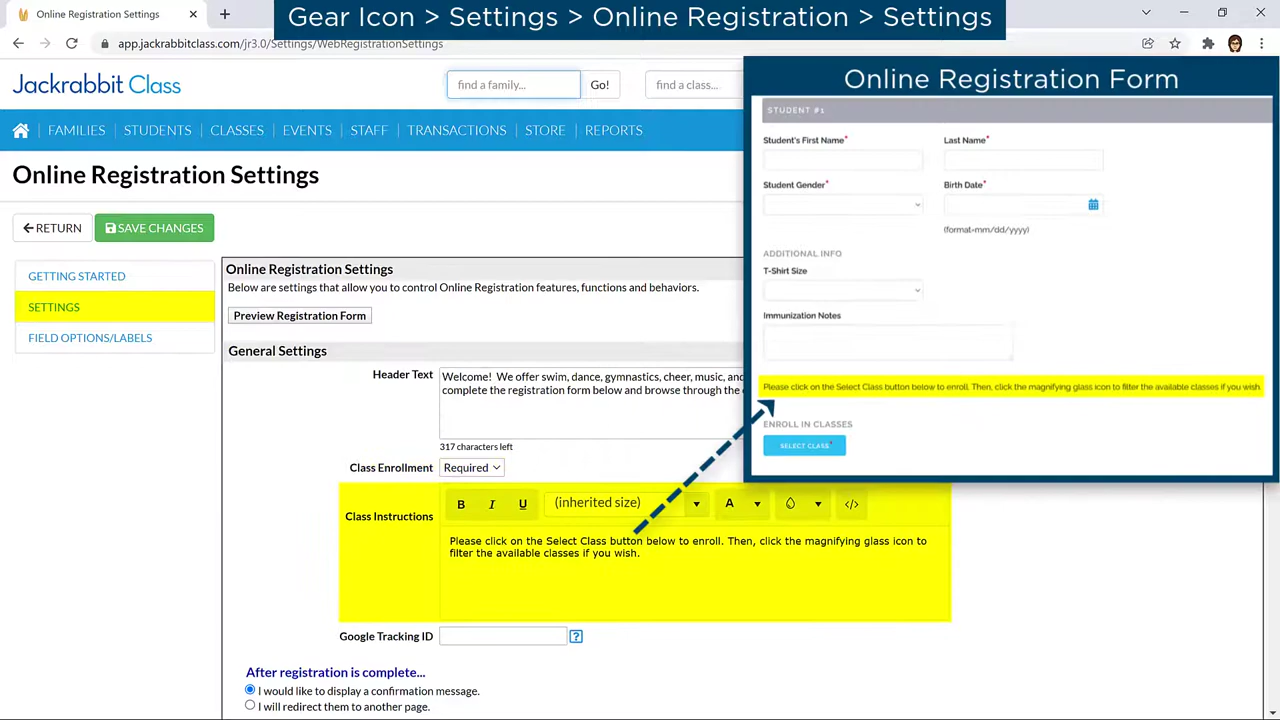 Online Registration Settings
Gear Icon > Settings > Online Registration > Settings
app.jackrabbitclass.com/jr3.0/Settings/WebRegistrationSettings
Jackrabbit Class
find a family...
Go!
find a class...
FAMILIES
STUDENTS
CLASSES
EVENTS
STAFF
TRANSACTIONS
STORE
REPORTS
Online Registration Settings
RETURN
SAVE CHANGES
GETTING STARTED
SETTINGS
FIELD OPTIONS/LABELS
Online Registration Settings
Below are settings that allow you to control Online Registration features, functions and behaviors.
Preview Registration Form
General Settings
Header Text
Welcome! We offer swim, dance, gymnastics, cheer, music, and
complete the registration form below and browse through the
317 characters left
Class Enrollment
Required
Class Instructions
B I U (inherited size) A </>
Please click on the Select Class button below to enroll. Then, click the magnifying glass icon to
filter the available classes if you wish.
Google Tracking ID
?
After registration is complete...
I would like to display a confirmation message.
I will redirect them to another page.
Online Registration Form
STUDENT #1
Student's First Name*
Last Name*
Student Gender*
Birth Date*
(format=mm/dd/yyyy)
ADDITIONAL INFO
T-Shirt Size
Immunization Notes
Please click on the Select Class button below to enroll. Then, click the magnifying glass icon to filter the available classes if you wish.
ENROLL IN CLASSES
SELECT CLASS*